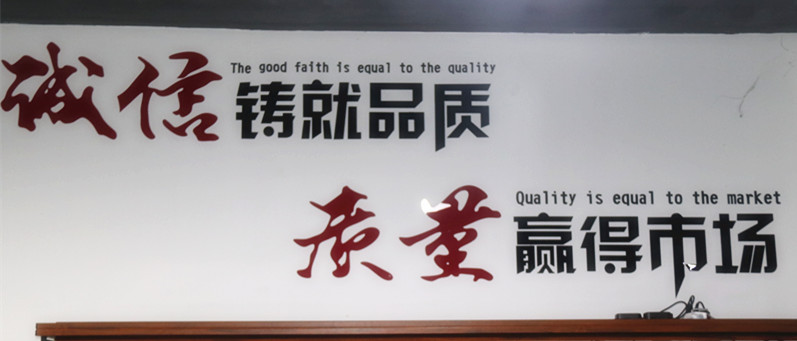 The good faith is equal to the quality
诚信铸就品质
Quality is equal to the market
质量赢得市场